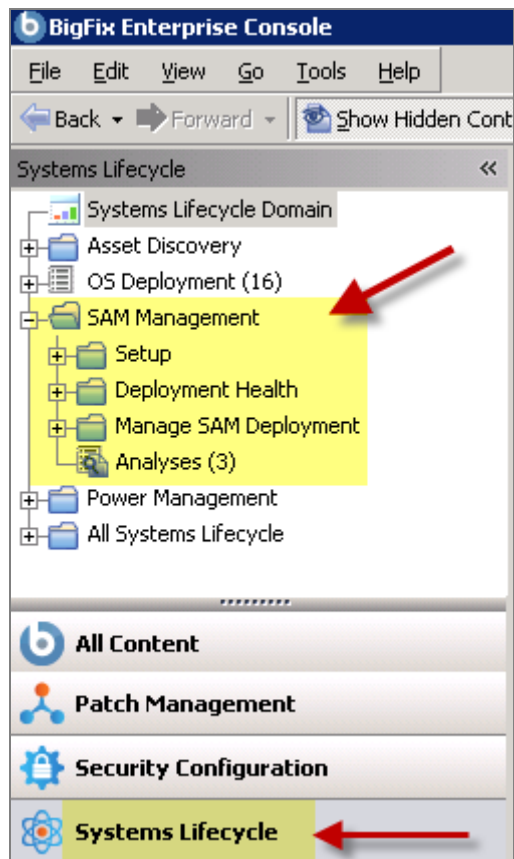 BigFix Enterprise Console
File Edit View Go Tools Help
Back Forward Show Hidden Cont
Systems Lifecycle
Systems Lifecycle Domain
Asset Discovery
OS Deployment (16)
SAM Management
Setup
Deployment Health
Manage SAM Deployment
Analyses (3)
Power Management
All Systems Lifecycle
All Content
Patch Management
Security Configuration
Systems Lifecycle